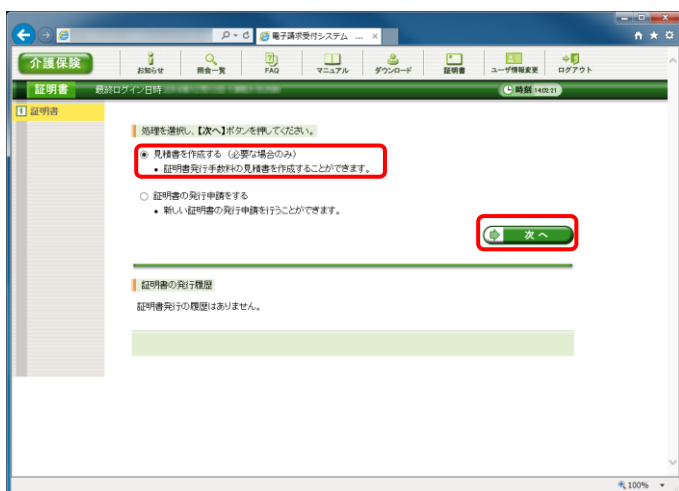 電子請求受付システム ...
介護保険
お知らせ
照会一覧
FAQ
マニュアル
ダウンロード
証明書
ユーザ情報変更
ログアウト
証明書
最終ログイン日時
時刻 14:02:21
1 証明書
処理を選択し、【次へ】ボタンを押してください。
見積書を作成する（必要な場合のみ）
• 証明書発行手数料の見積書を作成することができます。
証明書の発行申請をする
• 新しい証明書の発行申請を行うことができます。
次へ
証明書の発行履歴
証明書発行の履歴はありません。
100%